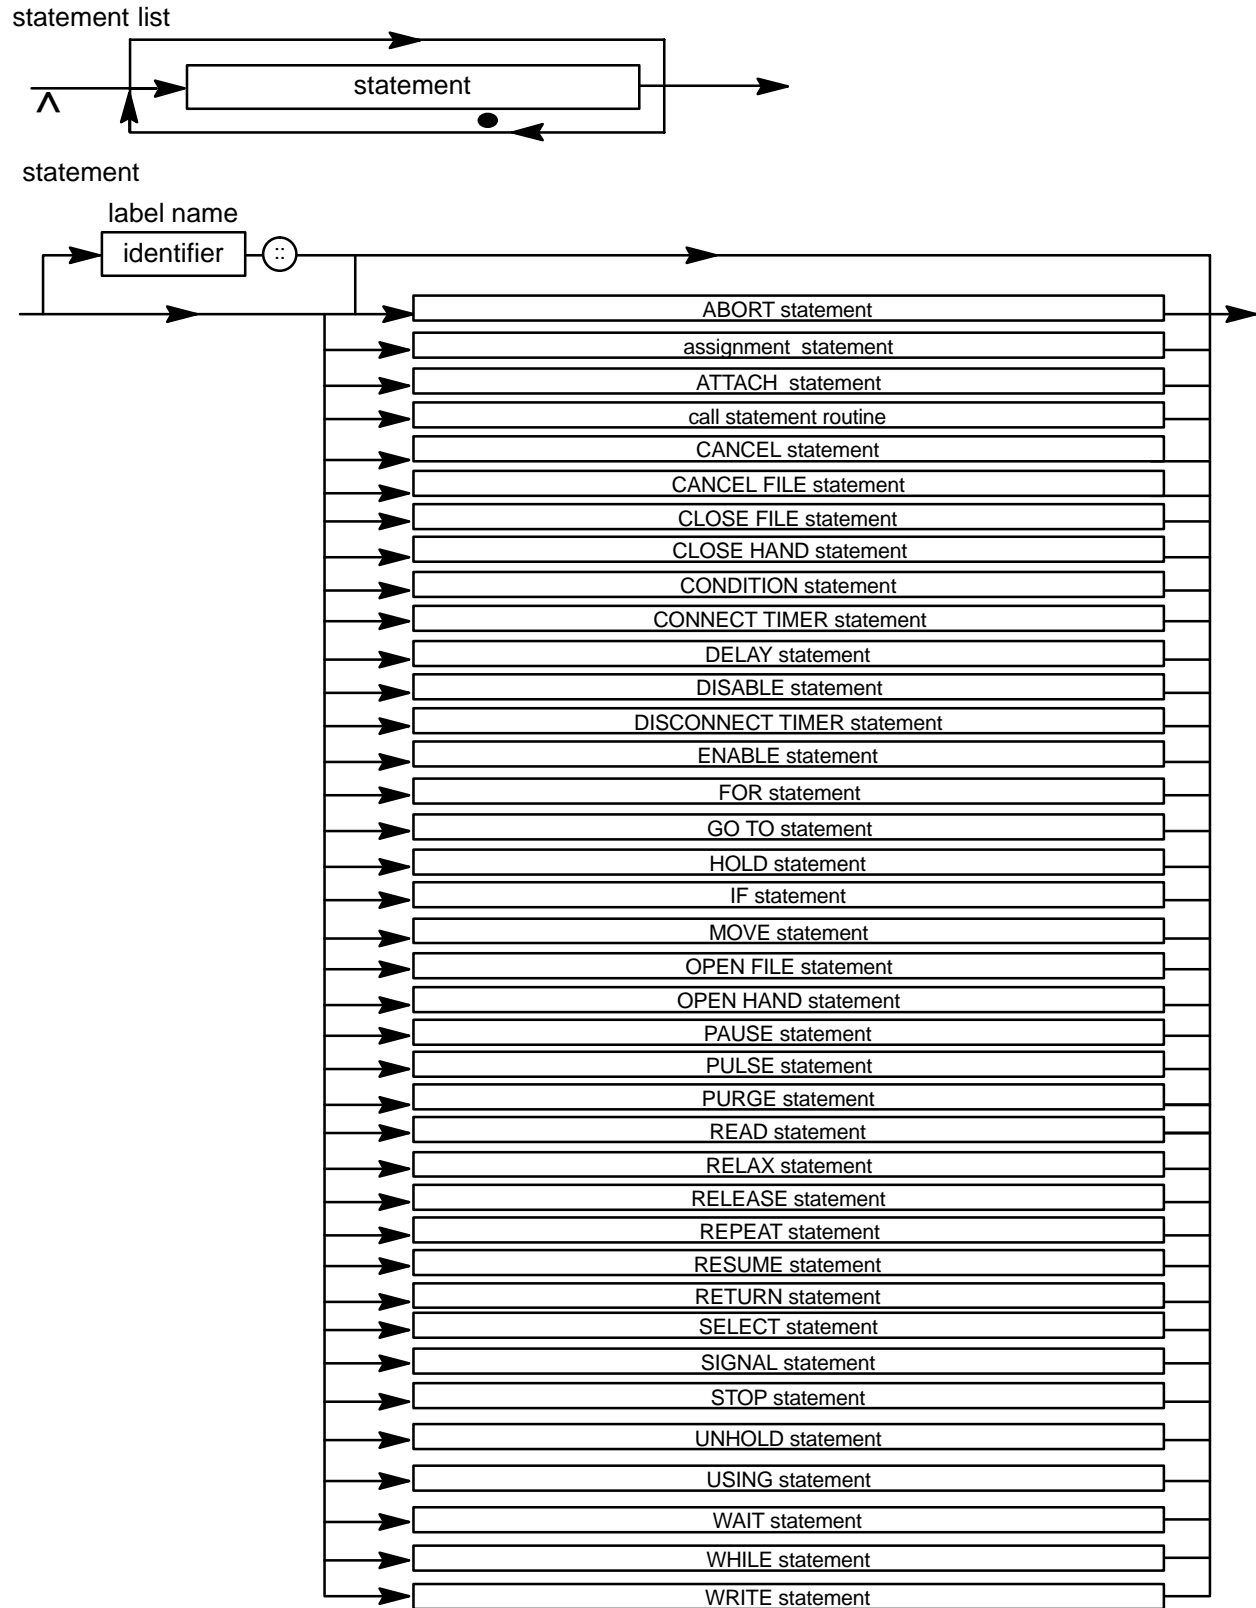 statement list
statement
^
statement
label name
identifier ::
ABORT statement
assignment statement
ATTACH statement
call statement routine
CANCEL statement
CANCEL FILE statement
CLOSE FILE statement
CLOSE HAND statement
CONDITION statement
CONNECT TIMER statement
DELAY statement
DISABLE statement
DISCONNECT TIMER statement
ENABLE statement
FOR statement
GO TO statement
HOLD statement
IF statement
MOVE statement
OPEN FILE statement
OPEN HAND statement
PAUSE statement
PULSE statement
PURGE statement
READ statement
RELAX statement
RELEASE statement
REPEAT statement
RESUME statement
RETURN statement
SELECT statement
SIGNAL statement
STOP statement
UNHOLD statement
USING statement
WAIT statement
WHILE statement
WRITE statement